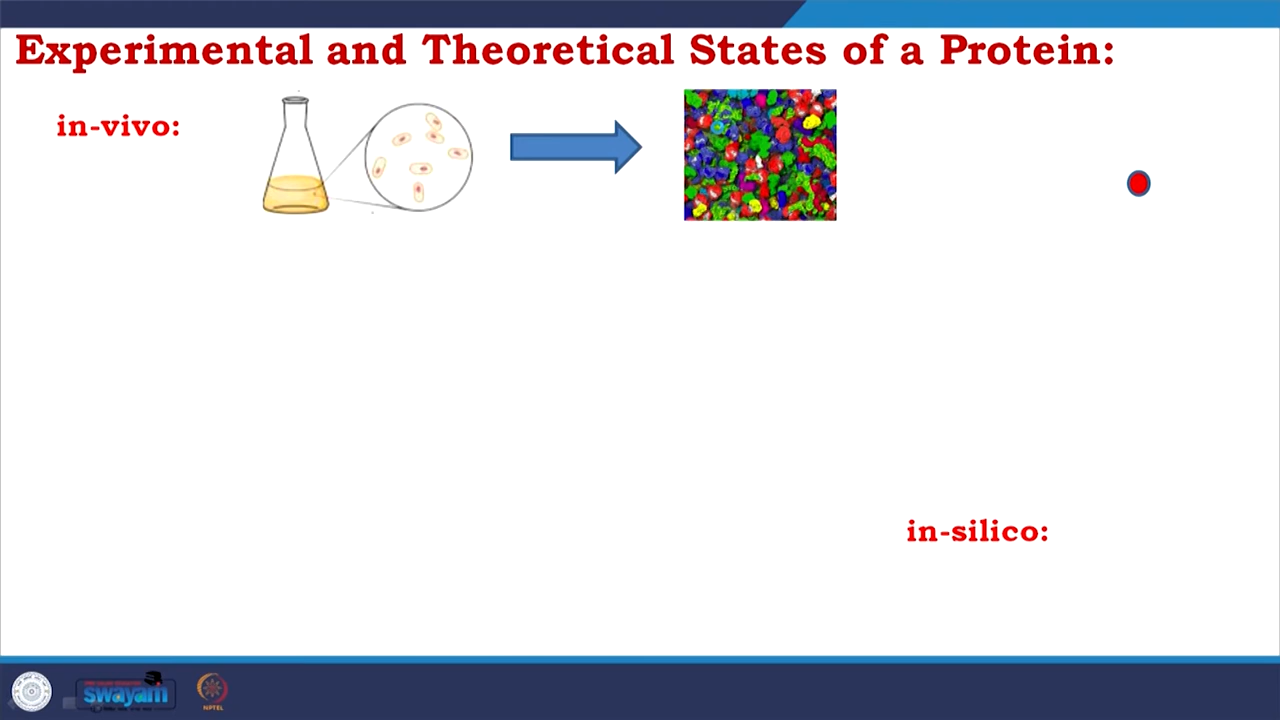 Experimental and Theoretical States of a Protein:
in-vivo:
in-silico:
swayam
NPTEL